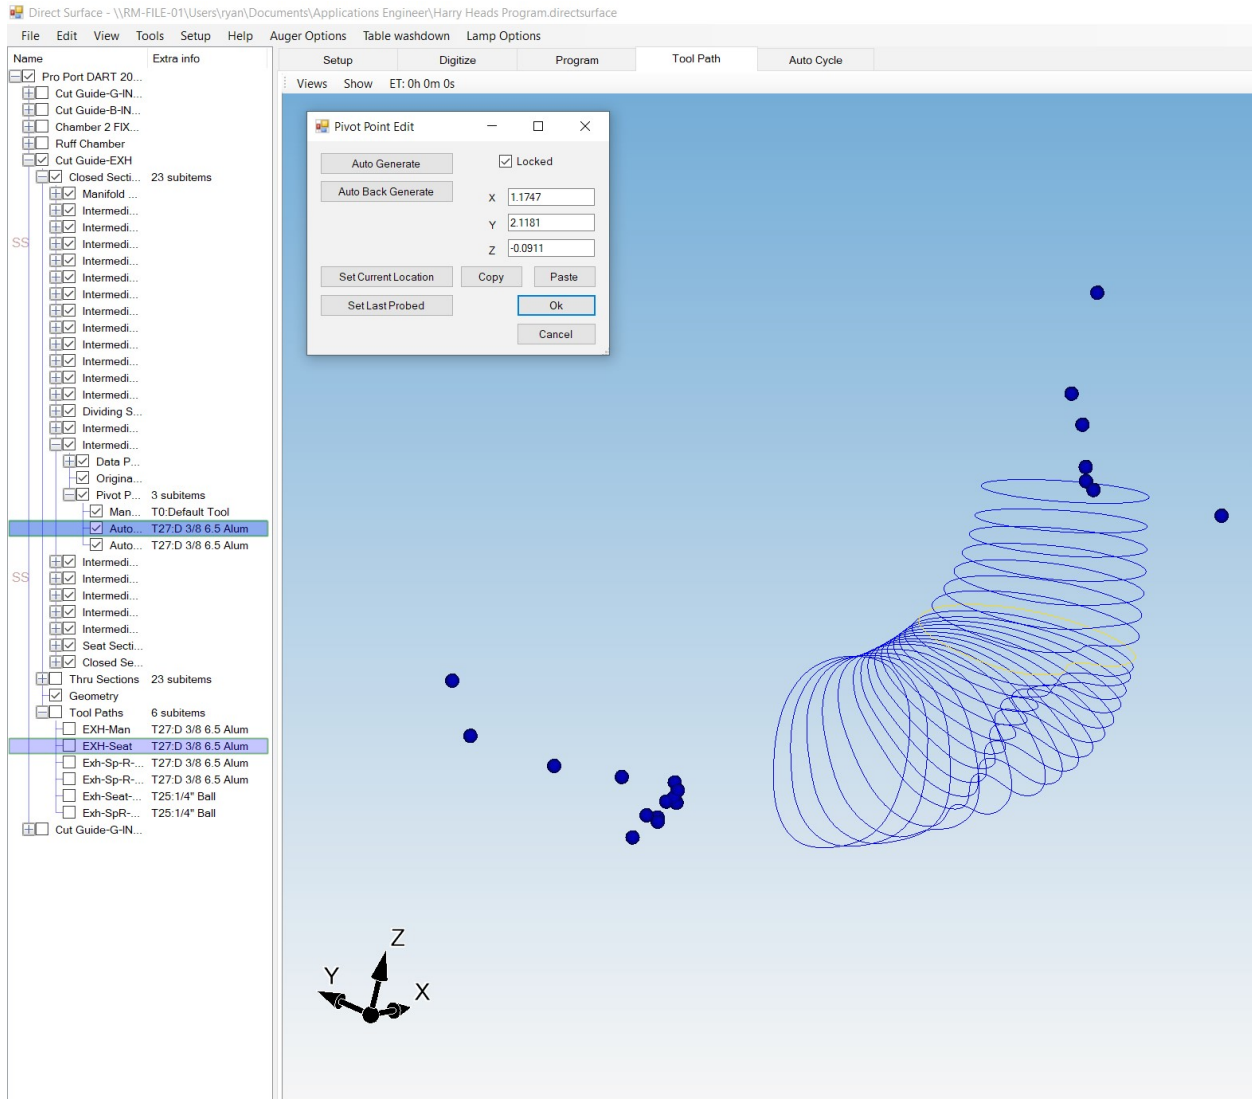 Direct Surface - \\RM-FILE-01\Users\ryan\Documents\Applications Engineer\Harry Heads Program.directsurface
File Edit View Tools Setup Help Auger Options Table washdown Lamp Options
Name Extra info
Setup Digitize Program Tool Path Auto Cycle
Views Show ET: 0h 0m 0s
Pro Port DART 20...
Cut Guide-G-IN...
Cut Guide-B-IN...
Chamber 2 FIX...
Ruff Chamber
Cut Guide-EXH
Closed Secti... 23 subitems
Manifold ...
Intermedi...
Intermedi...
SS Intermedi...
Intermedi...
Intermedi...
Intermedi...
Intermedi...
Intermedi...
Intermedi...
Intermedi...
Intermedi...
Intermedi...
Dividing S...
Intermedi...
Intermedi...
Data P...
Origina...
Pivot P... 3 subitems
Man... T0:Default Tool
Auto... T27:D 3/8 6.5 Alum
Auto... T27:D 3/8 6.5 Alum
Intermedi...
SS Intermedi...
Intermedi...
Intermedi...
Intermedi...
Seat Secti...
Closed Se...
Thru Sections 23 subitems
Geometry
Tool Paths 6 subitems
EXH-Man T27:D 3/8 6.5 Alum
EXH-Seat T27:D 3/8 6.5 Alum
Exh-Sp-R-... T27:D 3/8 6.5 Alum
Exh-Sp-R-... T27:D 3/8 6.5 Alum
Exh-Seat-... T25:1/4" Ball
Exh-SpR-... T25:1/4" Ball
Cut Guide-G-IN...
Pivot Point Edit
Auto Generate Locked
Auto Back Generate X 1.1747
Y 2.1181
Z -0.0911
Set Current Location Copy Paste
Set Last Probed Ok
Cancel
Z
Y
X